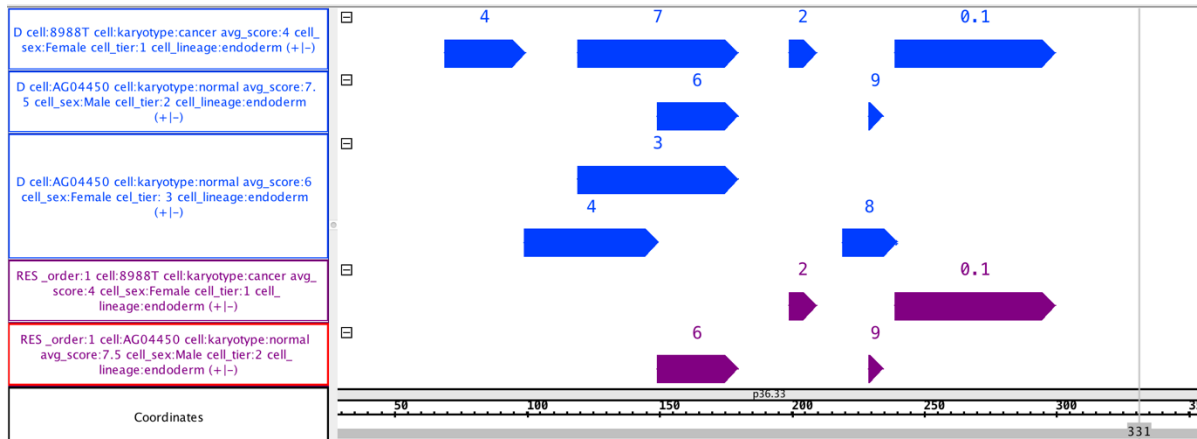 D cell:8988T cell:karyotype:cancer avg_score:4 cell_
sex:Female cell_tier:1 cell_lineage:endoderm (+|-)
4 7 2 0.1
D cell:AG04450 cell:karyotype:normal avg_score:7.
5 cell_sex:Male cell_tier:2 cell_lineage:endoderm
(+|-)
6 9
D cell:AG04450 cell:karyotype:normal avg_score:6
cell_sex:Female cel_tier: 3 cell_lineage:endoderm
(+|-)
3
4 8
RES _order:1 cell:8988T cell:karyotype:cancer avg_
score:4 cell_sex:Female cell_tier:1 cell_
lineage:endoderm (+|-)
2 0.1
RES _order:1 cell:AG04450 cell:karyotype:normal
avg_score:7.5 cell_sex:Male cell_tier:2 cell_
lineage:endoderm (+|-)
6 9
Coordinates
p36.33
50 100 150 200 250 300
331